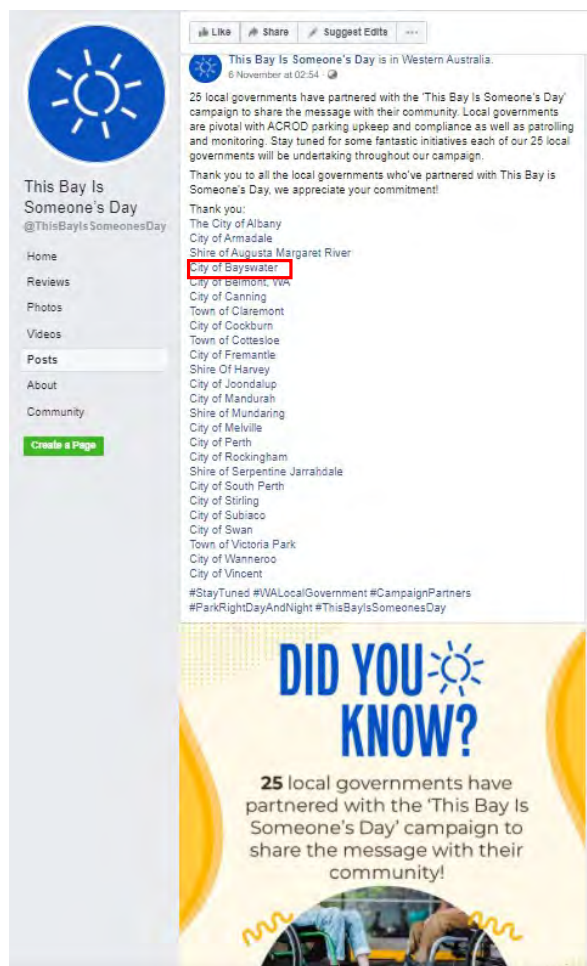 Like Share Suggest Edits ...
This Bay Is Someone's Day is in Western Australia.
6 November at 02:54 ·
25 local governments have partnered with the 'This Bay Is Someone's Day'
campaign to share the message with their community. Local governments
are pivotal with ACROD parking upkeep and compliance as well as patrolling
and monitoring. Stay tuned for some fantastic initiatives each of our 25 local
governments will be undertaking throughout our campaign.
Thank you to all the local governments who've partnered with This Bay is
Someone's Day, we appreciate your commitment!
Thank you:
The City of Albany
City of Armadale
Shire of Augusta Margaret River
City of Bayswater
City of Belmont, WA
City of Canning
Town of Claremont
City of Cockburn
Town of Cottesloe
City of Fremantle
Shire Of Harvey
City of Joondalup
City of Mandurah
Shire of Mundaring
City of Melville
City of Perth
City of Rockingham
Shire of Serpentine Jarrahdale
City of South Perth
City of Stirling
City of Subiaco
City of Swan
Town of Victoria Park
City of Wanneroo
City of Vincent
#StayTuned #WALocalGovernment #CampaignPartners
#ParkRightDayAndNight #ThisBayIsSomeonesDay
This Bay Is
Someone's Day
@ThisBayIsSomeonesDay
Home
Reviews
Photos
Videos
Posts
About
Community
Create a Page
DID YOU
KNOW?
25 local governments have
partnered with the 'This Bay Is
Someone's Day' campaign to
share the message with their
community!